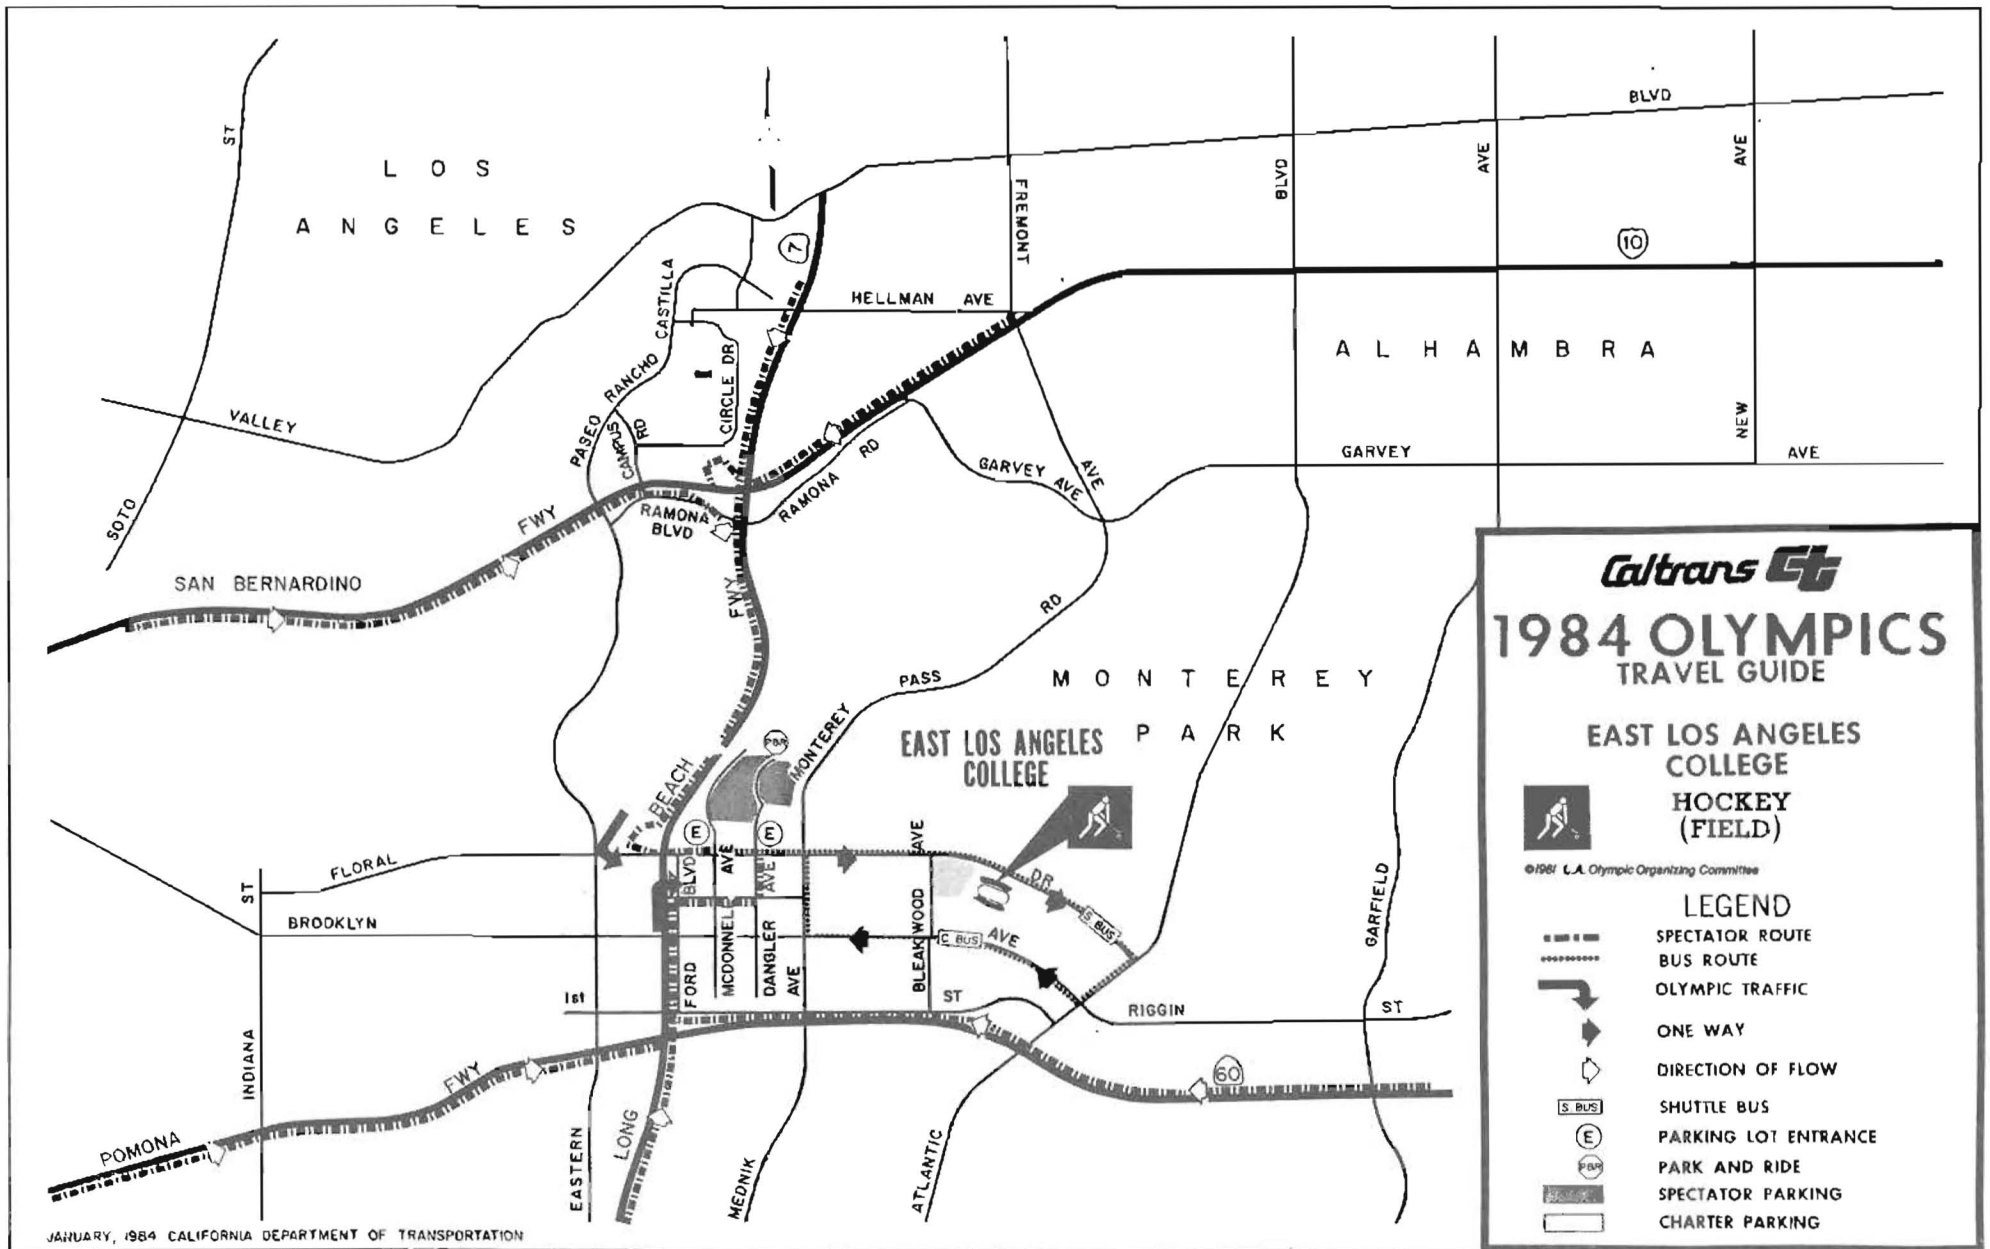 ST
LOS
ANGELES
SOTO
VALLEY
BLVD
7
FREMONT
BLVD
AVE
AVE
10
HELLMAN AVE
CASTILLA
RANCHO
PASEO
CIRCLE DR
CAMPUS
RD
ALHAMBRA
NEW
GARVEY
AVE
GARVEY AVE
AVE
RAMONA
RD
RAMONA
BLVD
FWY
SAN BERNARDINO
FWY
RD
PASS
MONTEREY
MONTEREY
PARK
EAST LOS ANGELES
COLLEGE
P&R
BEACH
E
E
FLORAL
ST
BROOKLYN
BLVD
AVE
AVE
AVE
DR
S. BUS
C. BUS
AVE
FORD
MCDONNELL
DANGLER
AVE
BLEAKWOOD
ST
1st
RIGGIN
ST
GARFIELD
INDIANA
FWY
POMONA
60
EASTERN
LONG
MEDNIK
ATLANTIC
JANUARY, 1984 CALIFORNIA DEPARTMENT OF TRANSPORTATION
Caltrans CT
1984 OLYMPICS
TRAVEL GUIDE
EAST LOS ANGELES
COLLEGE
HOCKEY
(FIELD)
©1981 L.A. Olympic Organizing Committee
LEGEND
SPECTATOR ROUTE
BUS ROUTE
OLYMPIC TRAFFIC
ONE WAY
DIRECTION OF FLOW
S. BUS SHUTTLE BUS
E PARKING LOT ENTRANCE
P&R PARK AND RIDE
SPECTATOR PARKING
CHARTER PARKING